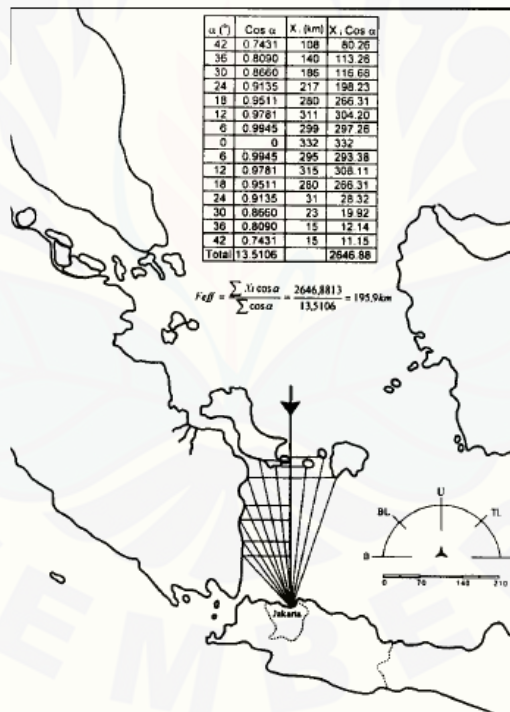 α (°) Cos α X i (km) X i Cos α
42 0.7431 108 80.26
36 0.8090 140 113.26
30 0.8660 186 116.68
24 0.9135 217 198.23
18 0.9511 280 266.31
12 0.9781 311 304.20
6 0.9945 299 297.26
0 0 332 332
6 0.9945 295 293.38
12 0.9781 315 308.11
18 0.9511 280 266.31
24 0.9135 31 28.32
30 0.8660 23 19.92
36 0.8090 15 12.14
42 0.7431 15 11.15
Total 13.5106 2646.88
Feff = ∑ Xi cos α / ∑ cos α = 2646,8813 / 13,5106 = 195.9km
U
BL TL
B
0 70 140 210
Jakarta
EMBE